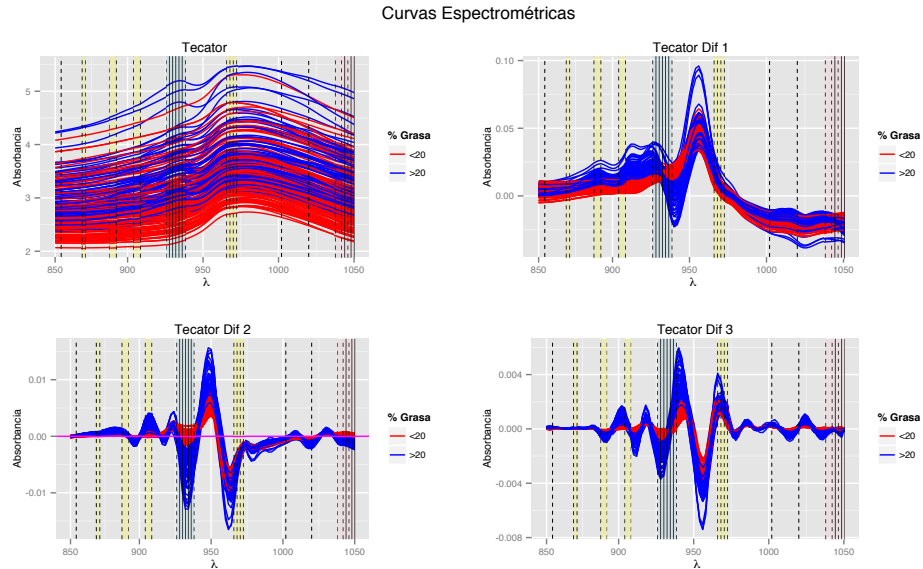 Curvas Espectrométricas
Tecator
Absorbancia
5
4
3
2
850
900
950
1000
1050
λ
% Grasa
<20
>20
Tecator Dif 1
Absorbancia
0.10
0.05
0.00
850
900
950
1000
1050
λ
% Grasa
<20
>20
Tecator Dif 2
Absorbancia
0.01
0.00
-0.01
850
900
950
1000
1050
λ
% Grasa
<20
>20
Tecator Dif 3
Absorbancia
0.004
0.000
-0.004
-0.008
850
900
950
1000
1050
λ
% Grasa
<20
>20